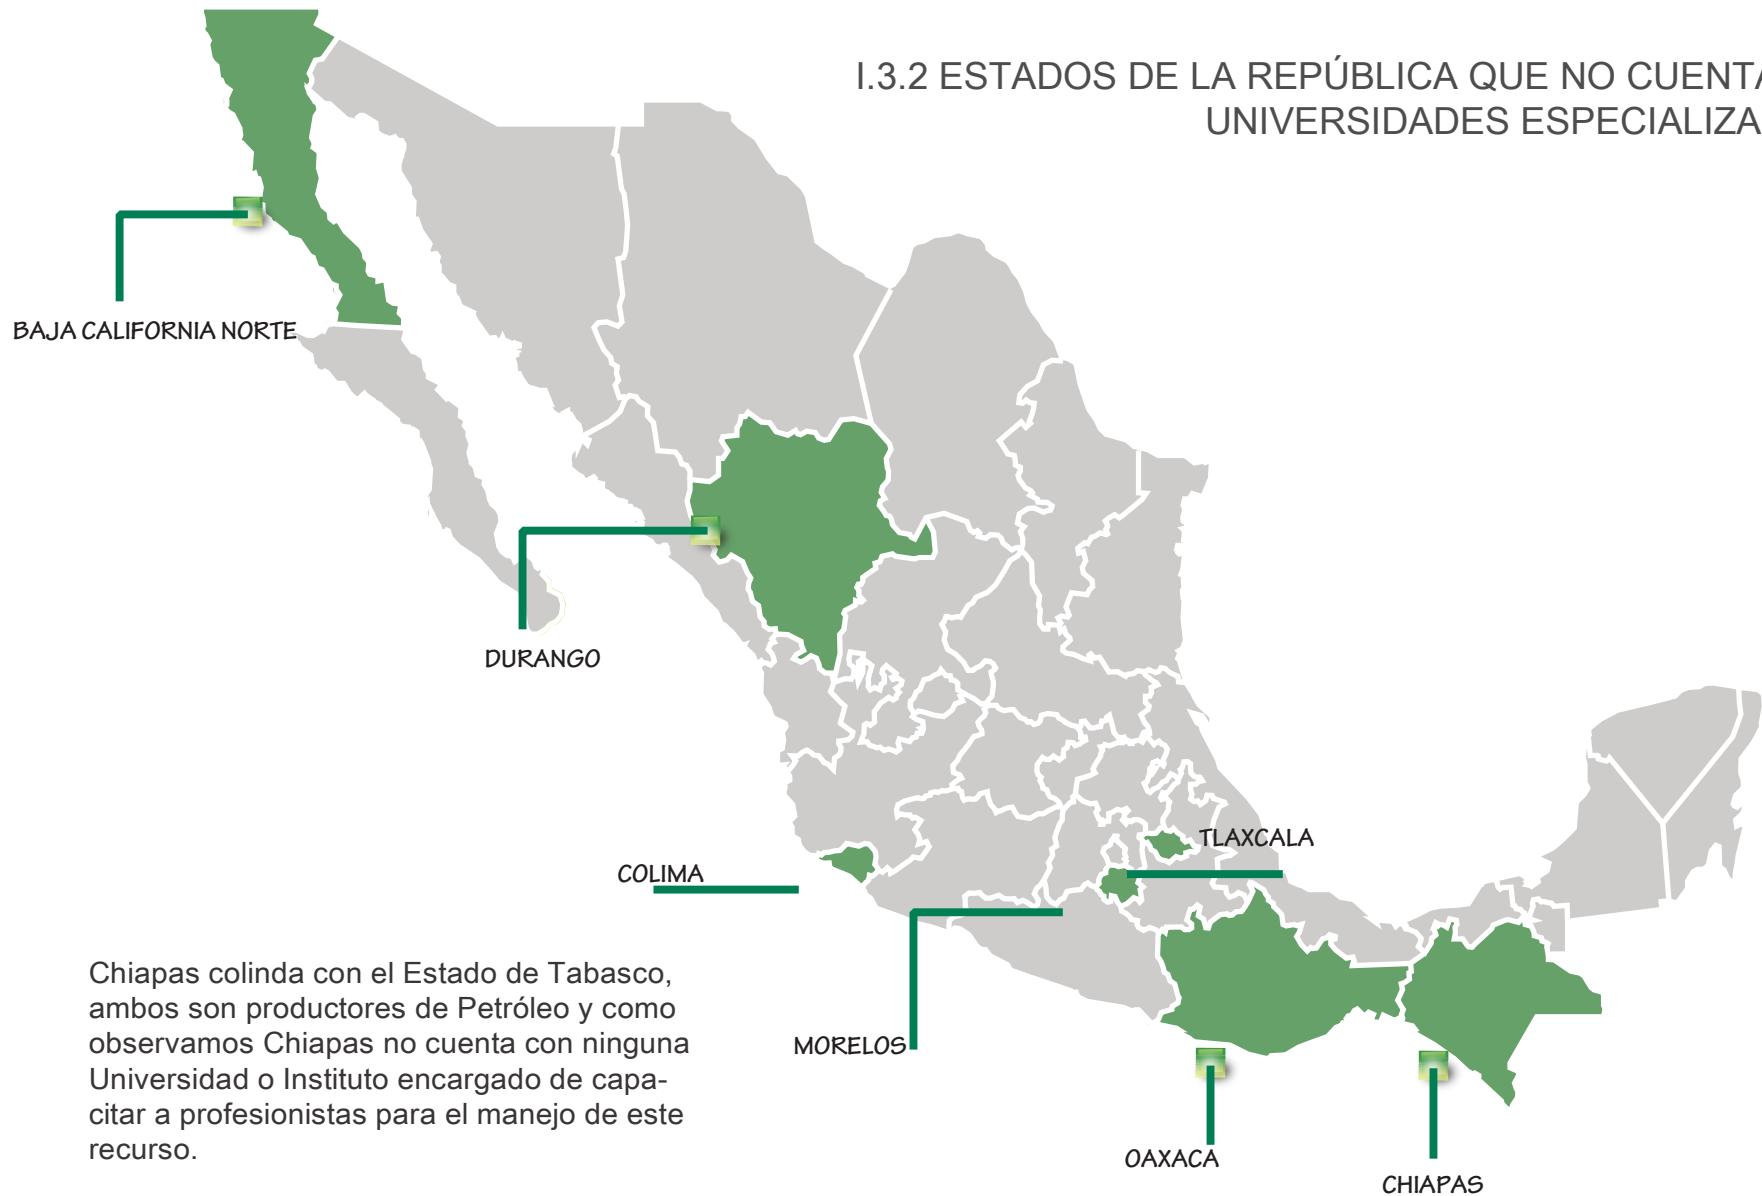 I.3.2 ESTADOS DE LA REPÚBLICA QUE NO CUENTA
UNIVERSIDADES ESPECIALIZA
BAJA CALIFORNIA NORTE
DURANGO
TLAXCALA
COLIMA
MORELOS
OAXACA
CHIAPAS
Chiapas colinda con el Estado de Tabasco,
ambos son productores de Petróleo y como
observamos Chiapas no cuenta con ninguna
Universidad o Instituto encargado de capa-
citar a profesionistas para el manejo de este
recurso.